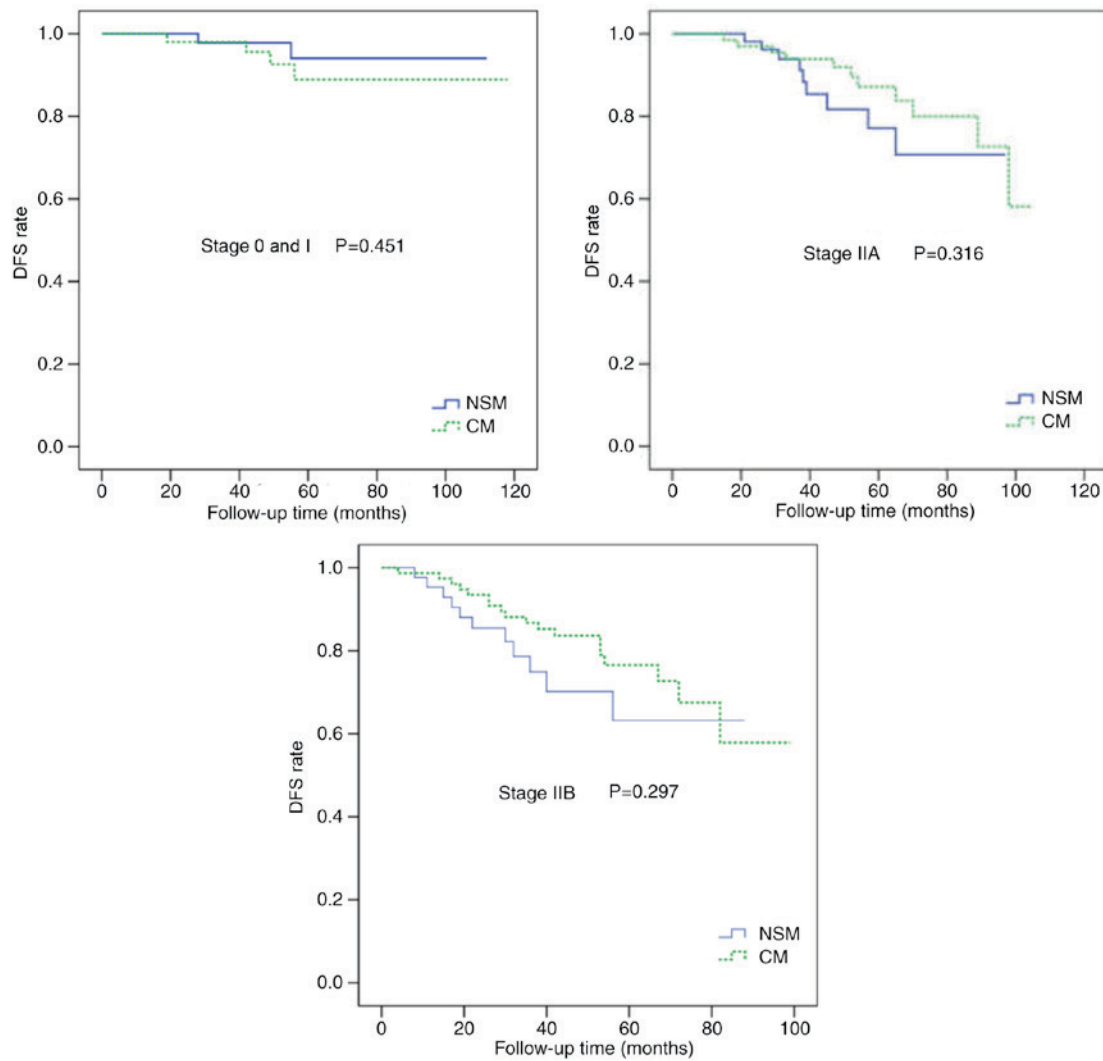 1.0
0.8
0.6
0.4
0.2
0.0
DFS rate
Stage 0 and I P=0.451
NSM
CM
0 20 40 60 80 100 120
Follow-up time (months)
1.0
0.8
0.6
0.4
0.2
0.0
DFS rate
Stage IIA P=0.316
NSM
CM
0 20 40 60 80 100 120
Follow-up time (months)
1.0
0.8
0.6
0.4
0.2
0.0
DFS rate
Stage IIB P=0.297
NSM
CM
0 20 40 60 80 100
Follow-up time (months)